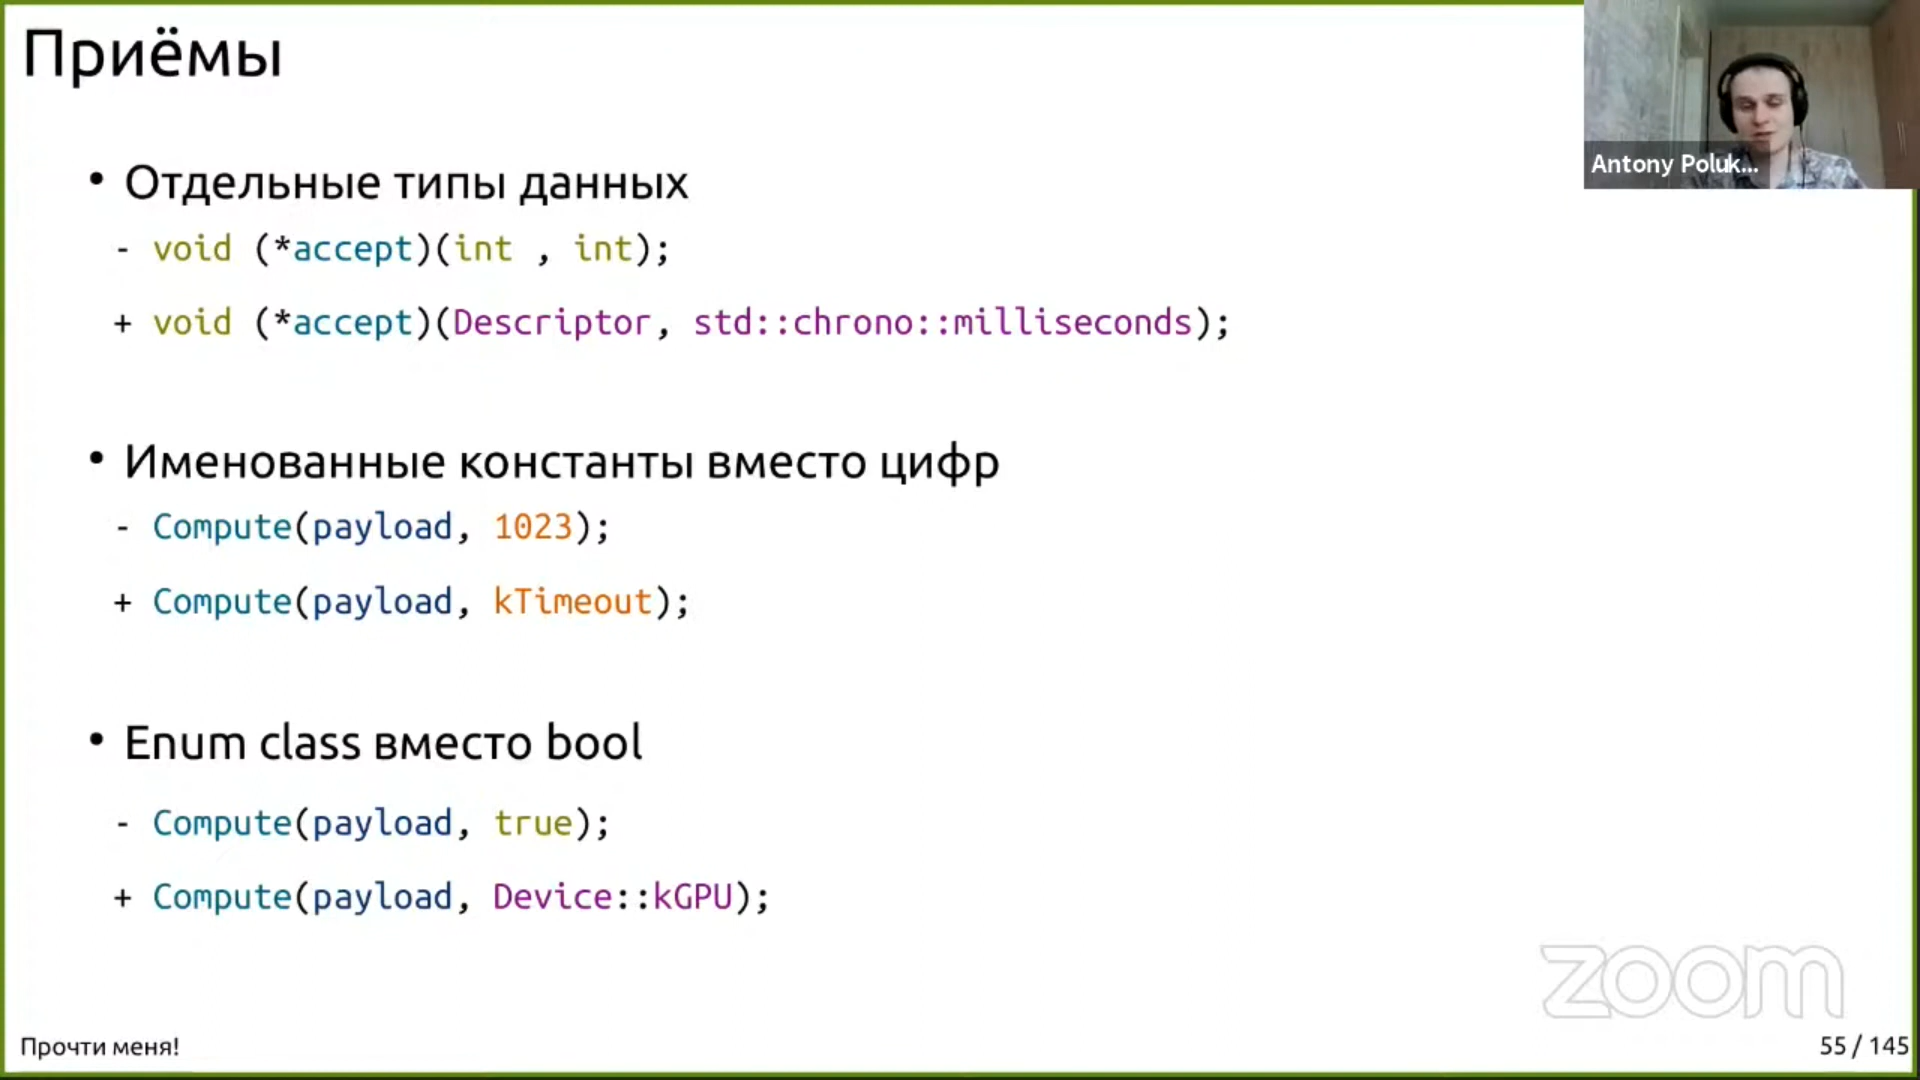 Приёмы
Antony Poluk...
• Отдельные типы данных
- void (*accept)(int , int);
+ void (*accept)(Descriptor, std::chrono::milliseconds);
• Именованные константы вместо цифр
- Compute(payload, 1023);
+ Compute(payload, kTimeout);
• Enum class вместо bool
- Compute(payload, true);
+ Compute(payload, Device::kGPU);
zoom
Прочти меня!
55 / 145